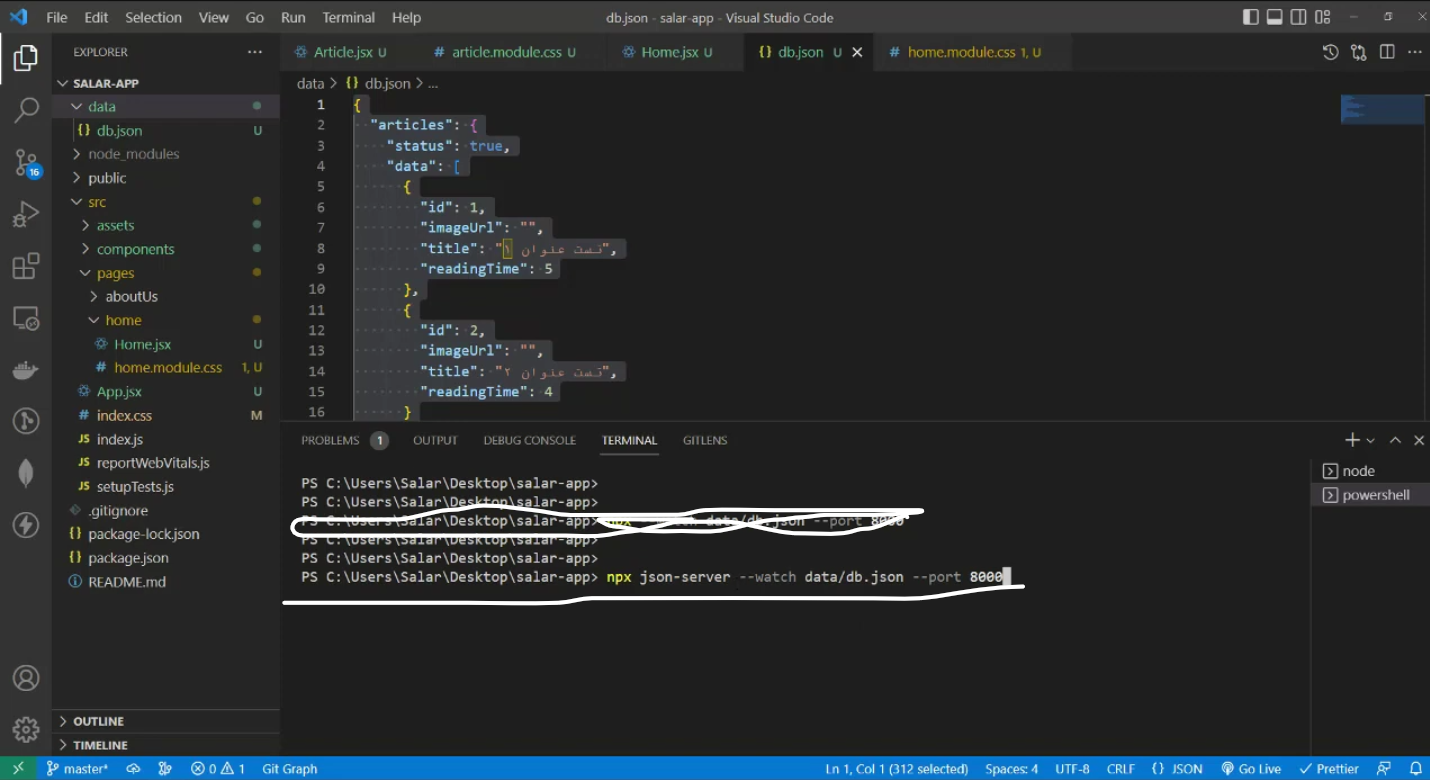 File Edit Selection View Go Run Terminal Help db.json - salar-app - Visual Studio Code
EXPLORER ···
Article.jsx U # article.module.css U Home.jsx U {} db.json U # home.module.css 1, U
SALAR-APP
data
{} db.json U
node_modules
public
src
assets
components
pages
aboutUs
home
Home.jsx U
# home.module.css 1, U
App.jsx U
# index.css M
JS index.js
JS reportWebVitals.js
JS setupTests.js
.gitignore
{} package-lock.json
{} package.json
README.md
OUTLINE
TIMELINE
16
data > {} db.json > ...
1 {
2 "articles": {
3 "status": true,
4 "data": [
5 {
6 "id": 1,
7 "imageUrl": "",
8 "title": "تست عنوان ۱",
9 "readingTime": 5
10 },
11 {
12 "id": 2,
13 "imageUrl": "",
14 "title": "تست عنوان ۲",
15 "readingTime": 4
16 }
PROBLEMS 1 OUTPUT DEBUG CONSOLE TERMINAL GITLENS
node
powershell
PS C:\Users\Salar\Desktop\salar-app>
PS C:\Users\Salar\Desktop\salar-app>
PS C:\Users\Salar\Desktop\salar-app> npx data/db.json --port 8000
PS C:\Users\Salar\Desktop\salar-app>
PS C:\Users\Salar\Desktop\salar-app>
PS C:\Users\Salar\Desktop\salar-app> npx json-server --watch data/db.json --port 8000
master* 0 1 Git Graph Ln 1, Col 1 (312 selected) Spaces: 4 UTF-8 CRLF {} JSON Go Live Prettier